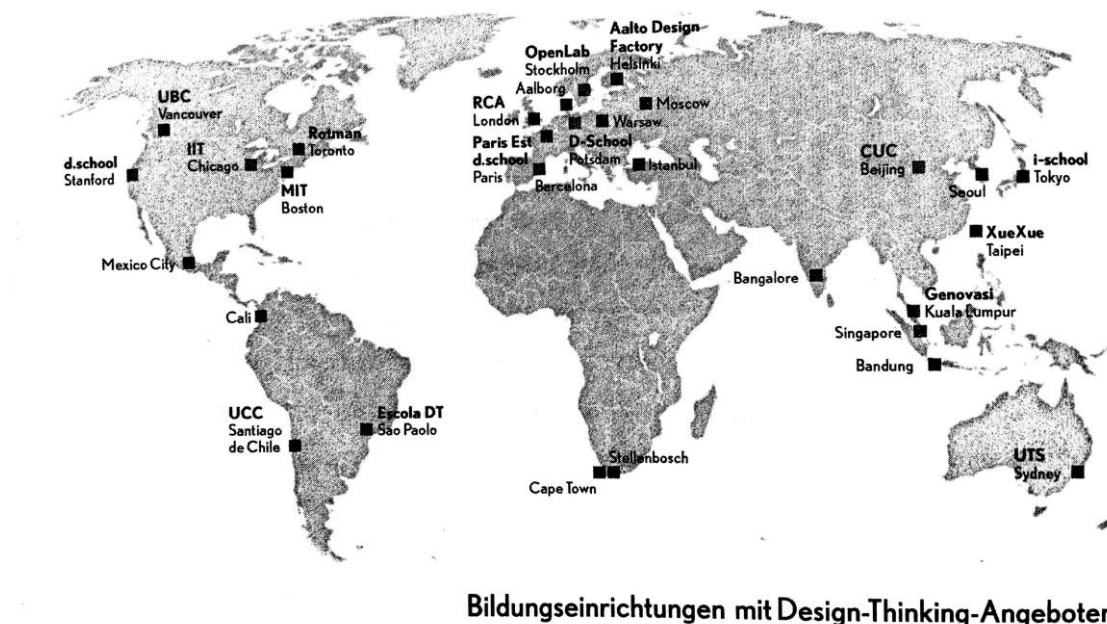 Aalto Design
Factory
Helsinki
OpenLab
Stockholm
Aalborg
UBC
Vancouver
RCA
London
Moscow
Warsaw
Rotman
Toronto
IIT
Chicago
Paris Est
d.school
Paris
D-School
Potsdam
Istanbul
Barcelona
d.school
Stanford
MIT
Boston
CUC
Beijing
Seoul
i-school
Tokyo
XueXue
Taipei
Mexico City
Bangalore
Genovasi
Kuala Lumpur
Cali
Singapore
Bandung
UCC
Santiago
de Chile
Escola DT
São Paolo
Stellenbosch
Cape Town
UTS
Sydney
Bildungseinrichtungen mit Design-Thinking-Angeboten